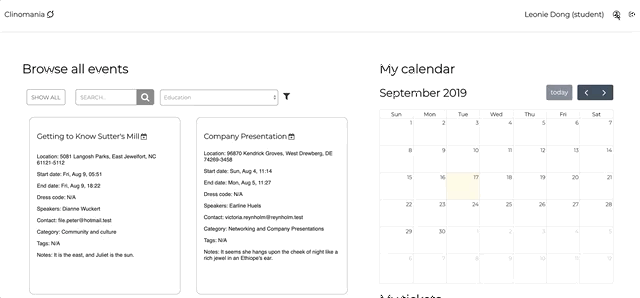 Clinomania
Leonie Dong (student)
Browse all events
SHOW ALL
SEARCH...
Education
Getting to Know Sutter's Mill
Location: 5081 Langosh Parks, East Jewelfort, NC
61121-5112
Start date: Fri, Aug 9, 05:51
End date: Fri, Aug 9, 18:22
Dress code: N/A
Speakers: Dianne Wuckert
Contact: fite.peter@hotmail.test
Category: Community and culture
Tags: N/A
Notes: It is the east, and Juliet is the sun.
Company Presentation
Location: 96870 Kendrick Groves, West Drewberg, DE
74269-3458
Start date: Sun, Aug 4, 11:14
End date: Mon, Aug 5, 11:27
Dress code: N/A
Speakers: Earline Huels
Contact: victoria.reynholm@reynholm.test
Category: Networking and Company Presentations
Tags: N/A
Notes: It seems she hangs upon the cheek of night like a
rich jewel in an Ethiope's ear.
My calendar
September 2019
today
Sun Mon Tue Wed Thu Fri Sat
1 2 3 4 5 6 7
8 9 10 11 12 13 14
15 16 17 18 19 20 21
22 23 24 25 26 27 28
29 30 1 2 3 4 5
6 7 8 9 10 11 12
My tickets